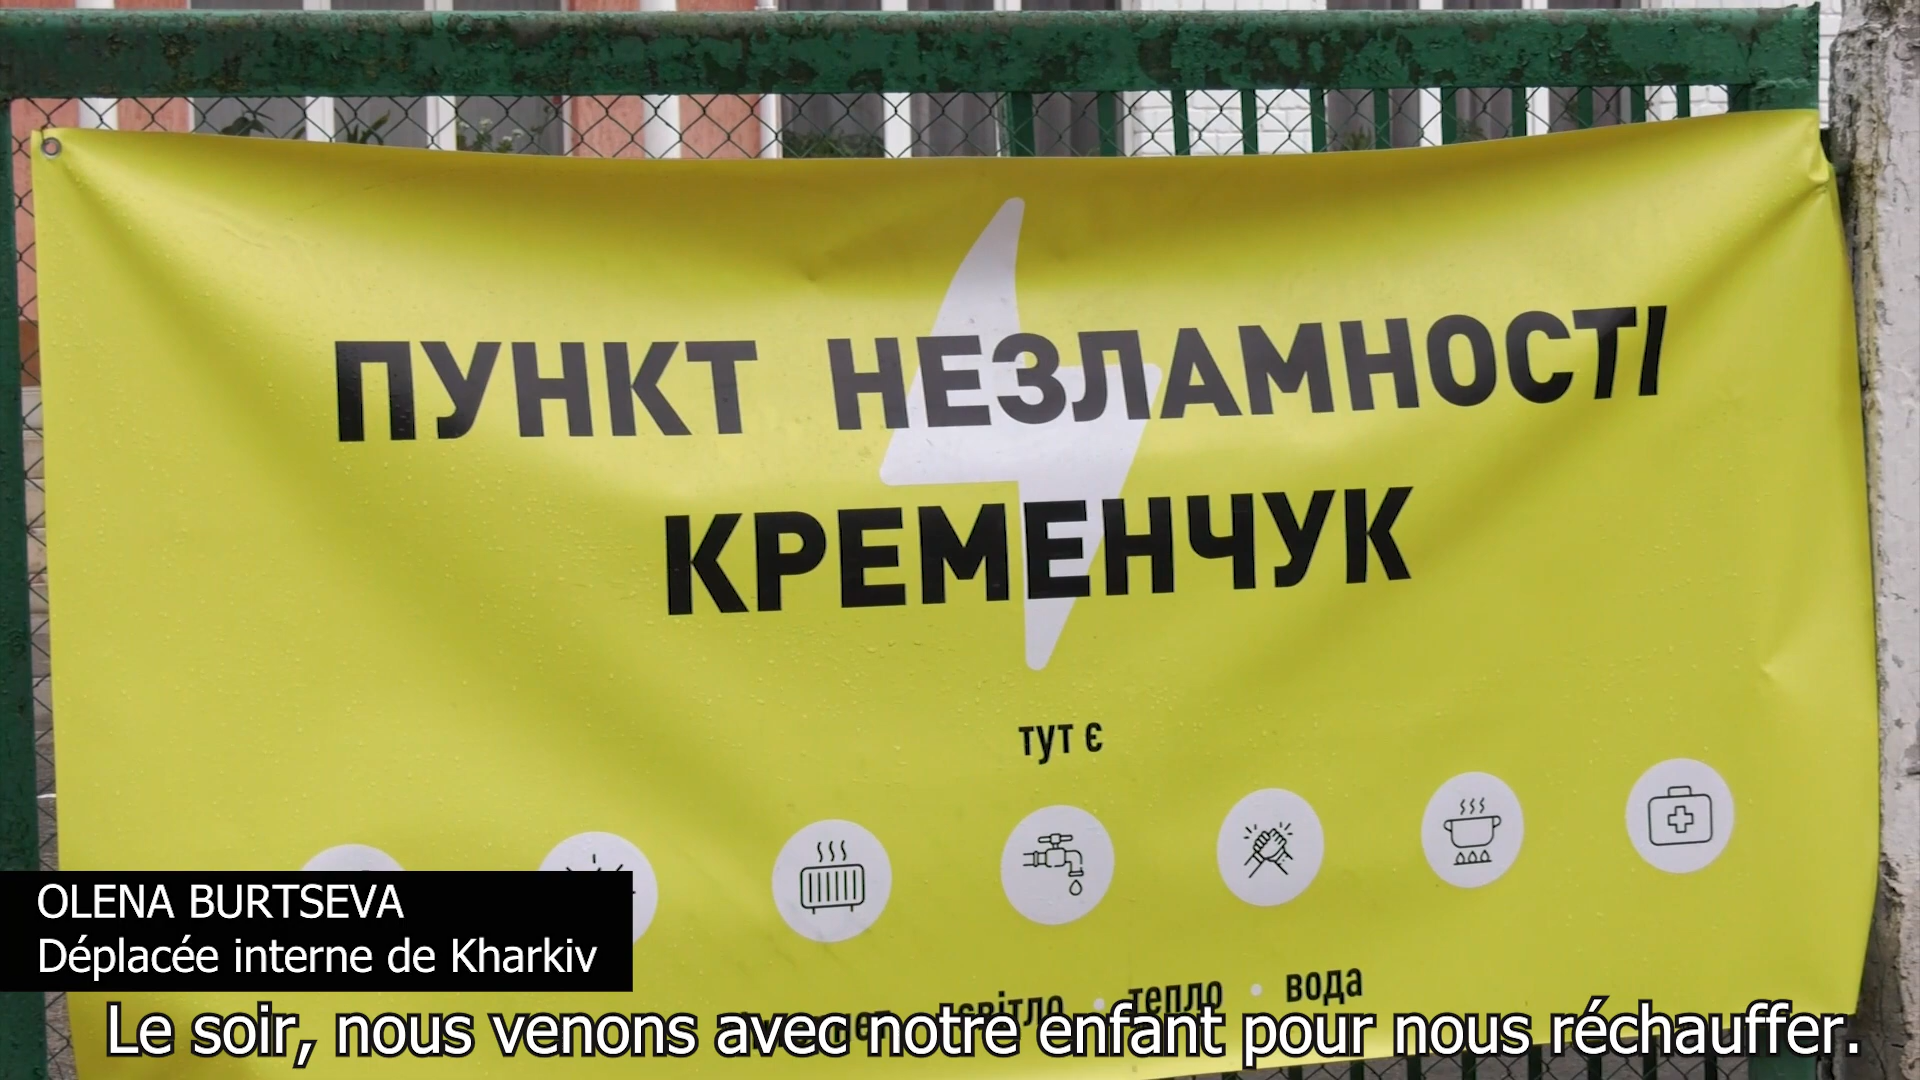 ПУНКТ НЕЗЛАМНОСТІ
КРЕМЕНЧУК
тут є
світло • тепло • вода
OLENA BURTSEVA
Déplacée interne de Kharkiv
Le soir, nous venons avec notre enfant pour nous réchauffer.